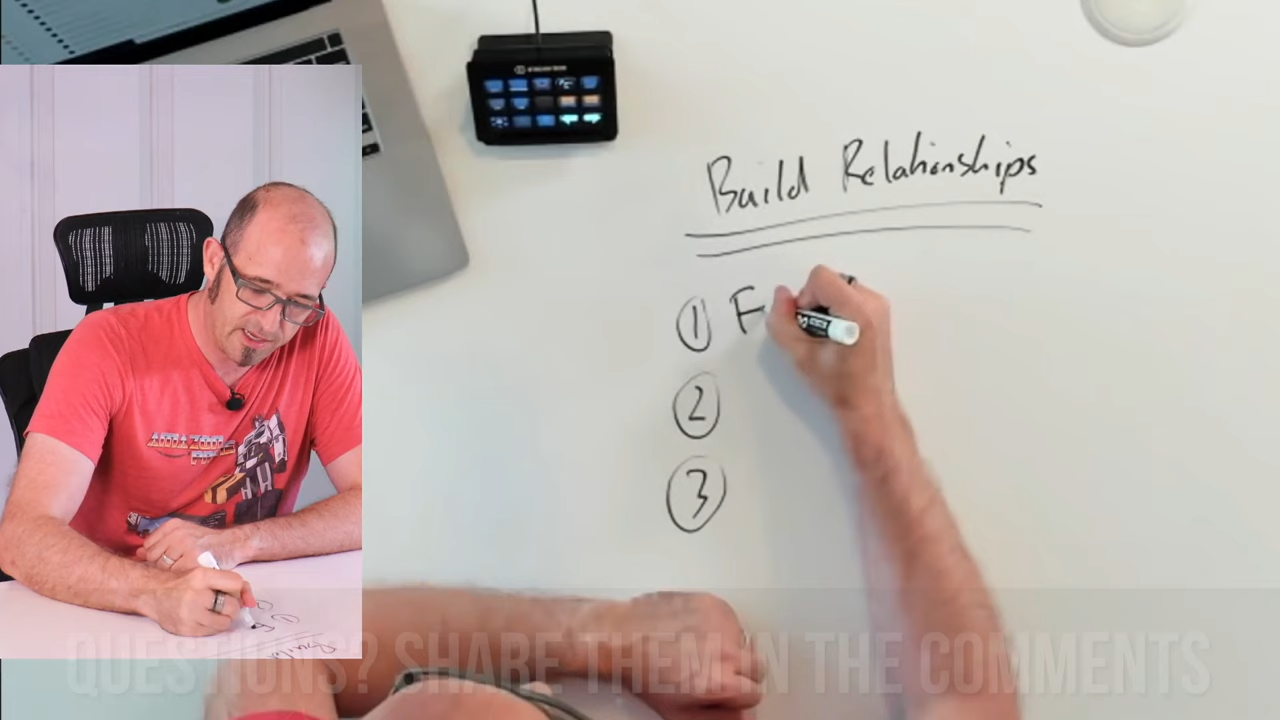 Build Relationships
① F
②
③
QUESTIONS? SHARE THEM IN THE COMMENTS